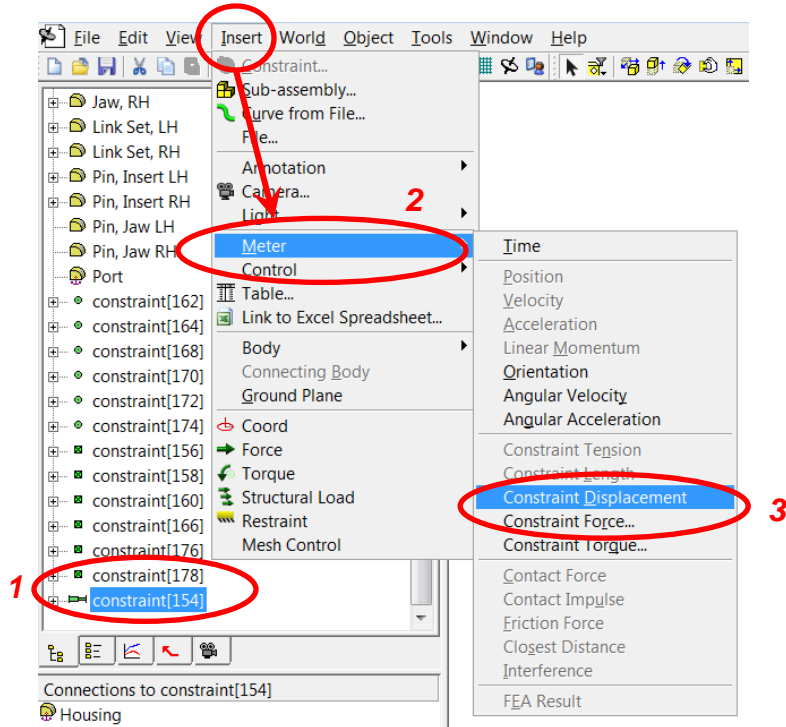 File Edit View Insert World Object Tools Window Help
Jaw, RH
Link Set, LH
Link Set, RH
Pin, Insert LH
Pin, Insert RH
Pin, Jaw LH
Pin, Jaw RH
Port
constraint[162]
constraint[164]
constraint[168]
constraint[170]
constraint[172]
constraint[174]
constraint[156]
constraint[158]
constraint[160]
constraint[166]
constraint[176]
constraint[178]
1
constraint[154]
Connections to constraint[154]
Housing
Constraint...
Sub-assembly...
Curve from File...
File...
Annotation
Camera...
2
Light
Meter
Control
Table...
Link to Excel Spreadsheet...
Body
Connecting Body
Ground Plane
Coord
Force
Torque
Structural Load
Restraint
Mesh Control
Time
Position
Velocity
Acceleration
Linear Momentum
Orientation
Angular Velocity
Angular Acceleration
Constraint Tension
Constraint Length
Constraint Displacement
3
Constraint Force...
Constraint Torque...
Contact Force
Contact Impulse
Friction Force
Closest Distance
Interference
FEA Result